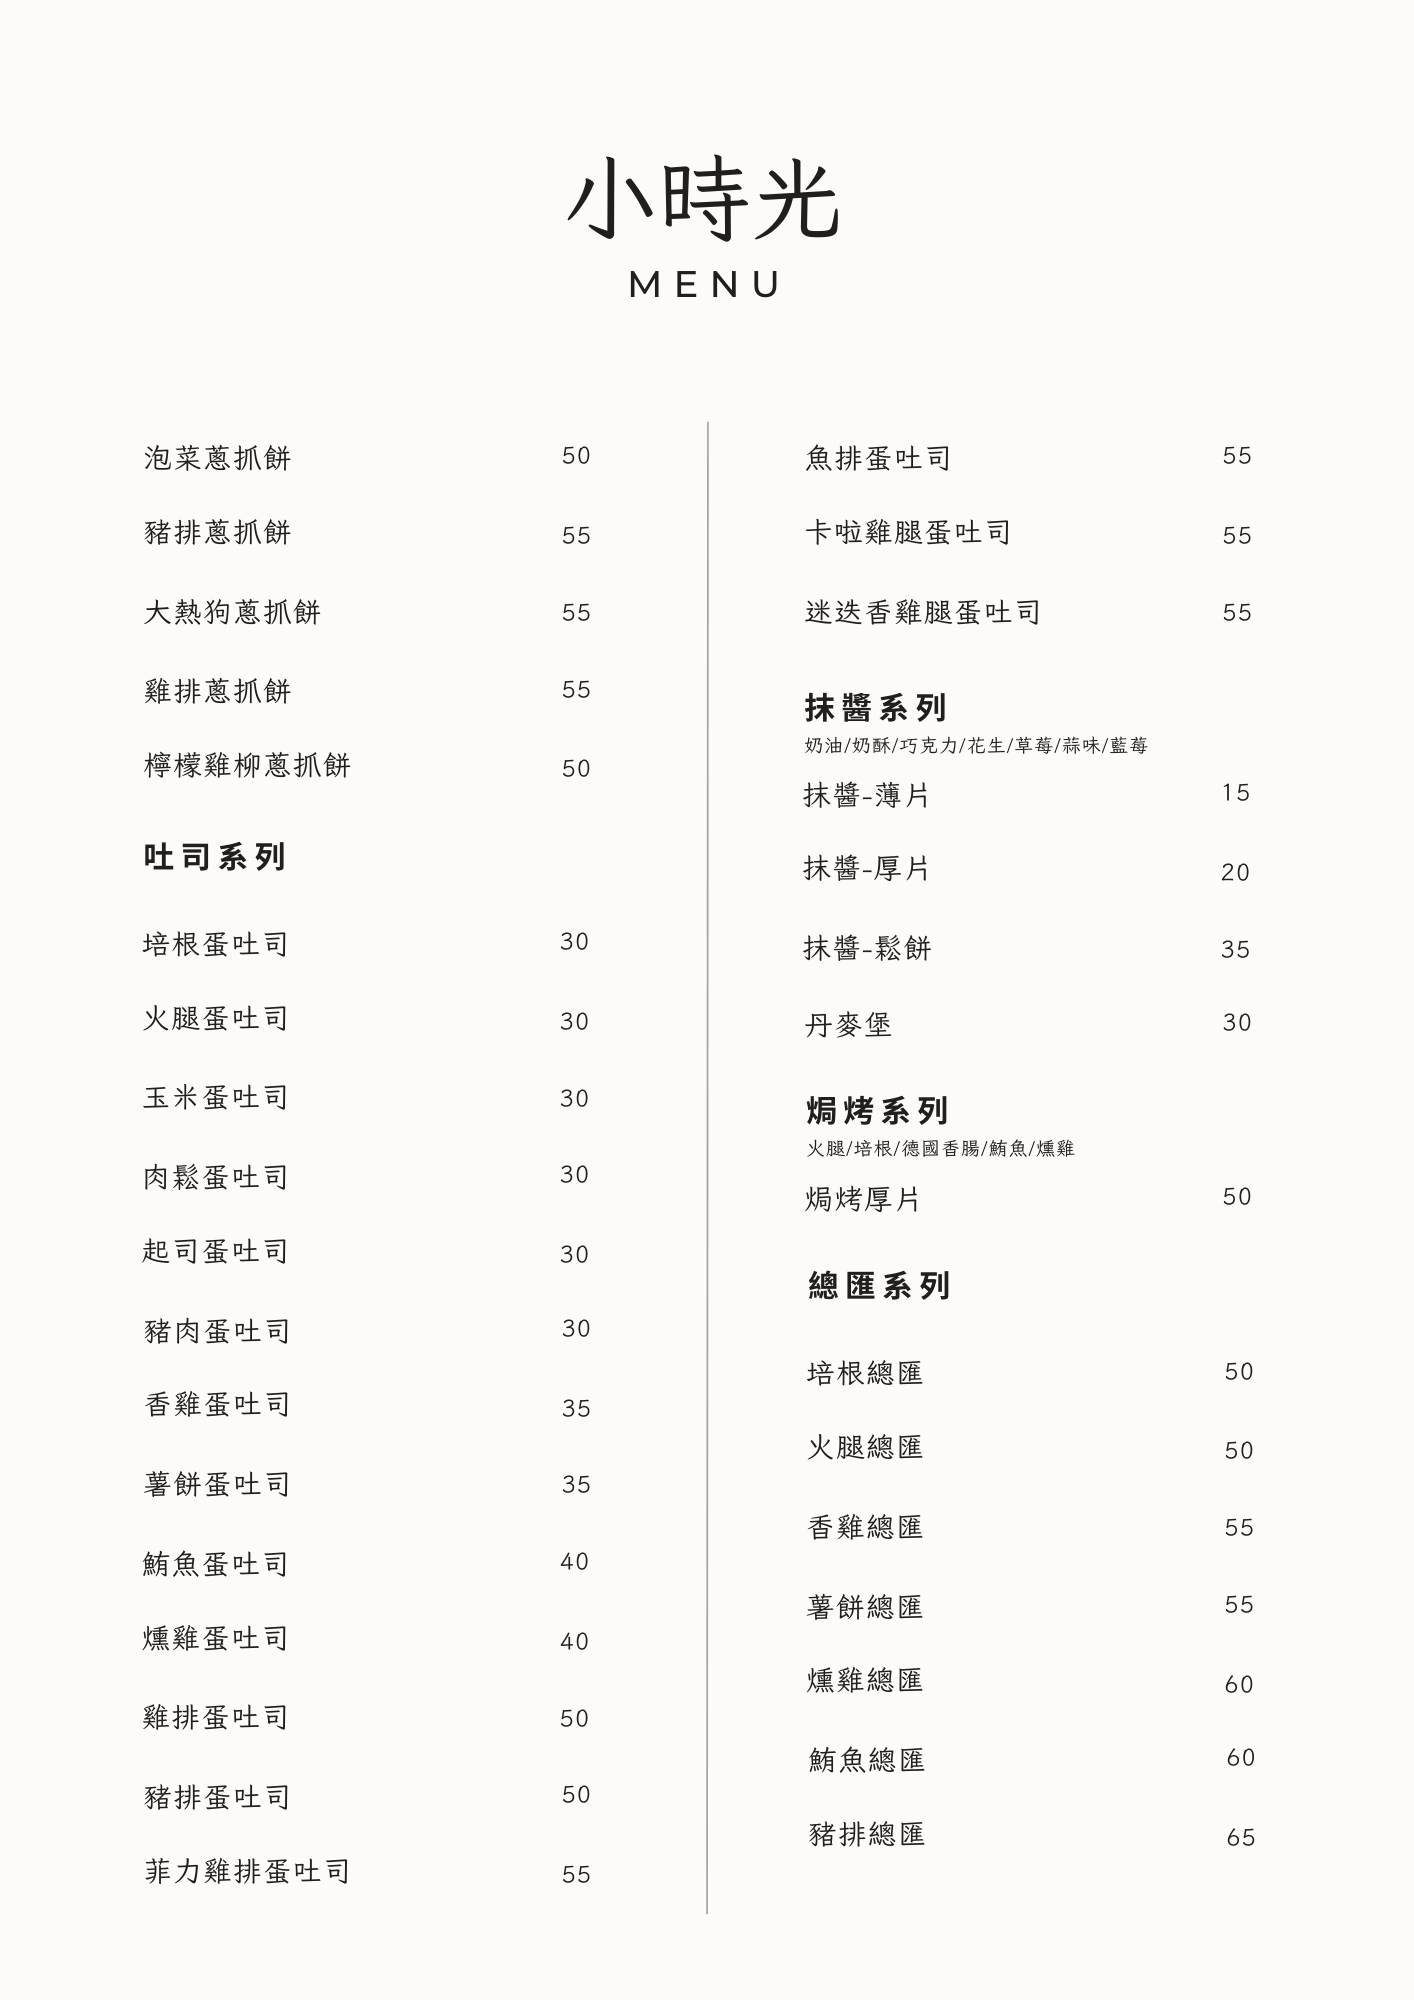 小時光
MENU
泡菜蔥抓餅 50
豬排蔥抓餅 55
大熱狗蔥抓餅 55
雞排蔥抓餅 55
檸檬雞柳蔥抓餅 50
吐司系列
培根蛋吐司 30
火腿蛋吐司 30
玉米蛋吐司 30
肉鬆蛋吐司 30
起司蛋吐司 30
豬肉蛋吐司 30
香雞蛋吐司 35
薯餅蛋吐司 35
鮪魚蛋吐司 40
燻雞蛋吐司 40
雞排蛋吐司 50
豬排蛋吐司 50
菲力雞排蛋吐司 55
魚排蛋吐司 55
卡啦雞腿蛋吐司 55
迷迭香雞腿蛋吐司 55
抹醬系列
奶油/奶酥/巧克力/花生/草莓/蒜味/藍莓
抹醬-薄片 15
抹醬-厚片 20
抹醬-鬆餅 35
丹麥堡 30
焗烤系列
火腿/培根/德國香腸/鮪魚/燻雞
焗烤厚片 50
總匯系列
培根總匯 50
火腿總匯 50
香雞總匯 55
薯餅總匯 55
燻雞總匯 60
鮪魚總匯 60
豬排總匯 65